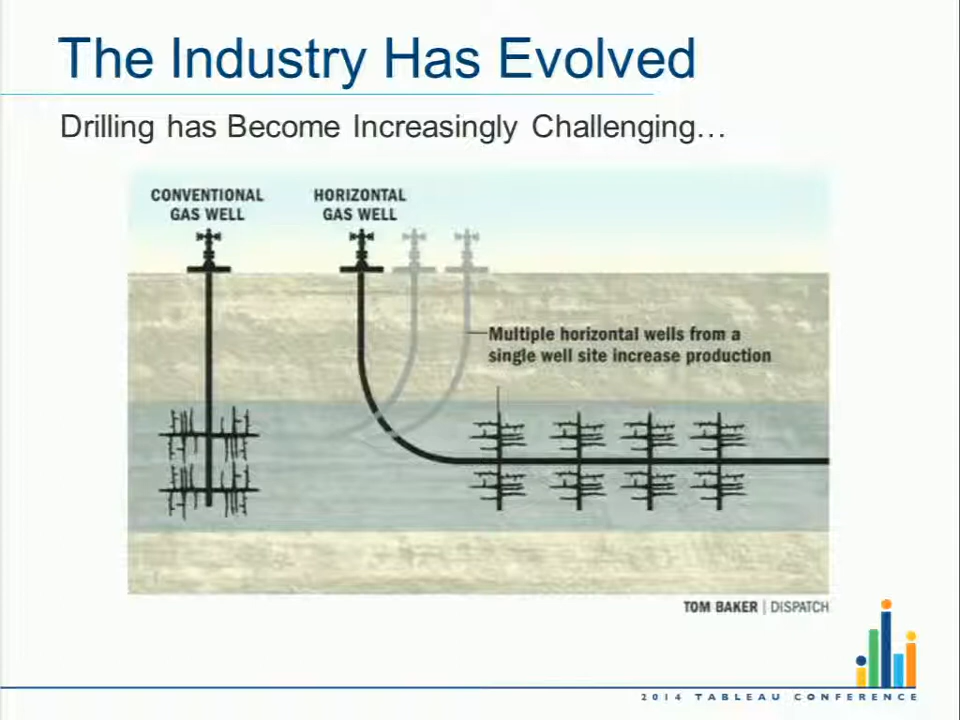 The Industry Has Evolved
Drilling has Become Increasingly Challenging…
CONVENTIONAL
GAS WELL
HORIZONTAL
GAS WELL
Multiple horizontal wells from a
single well site increase production
TOM BAKER | DISPATCH
2014 TABLEAU CONFERENCE